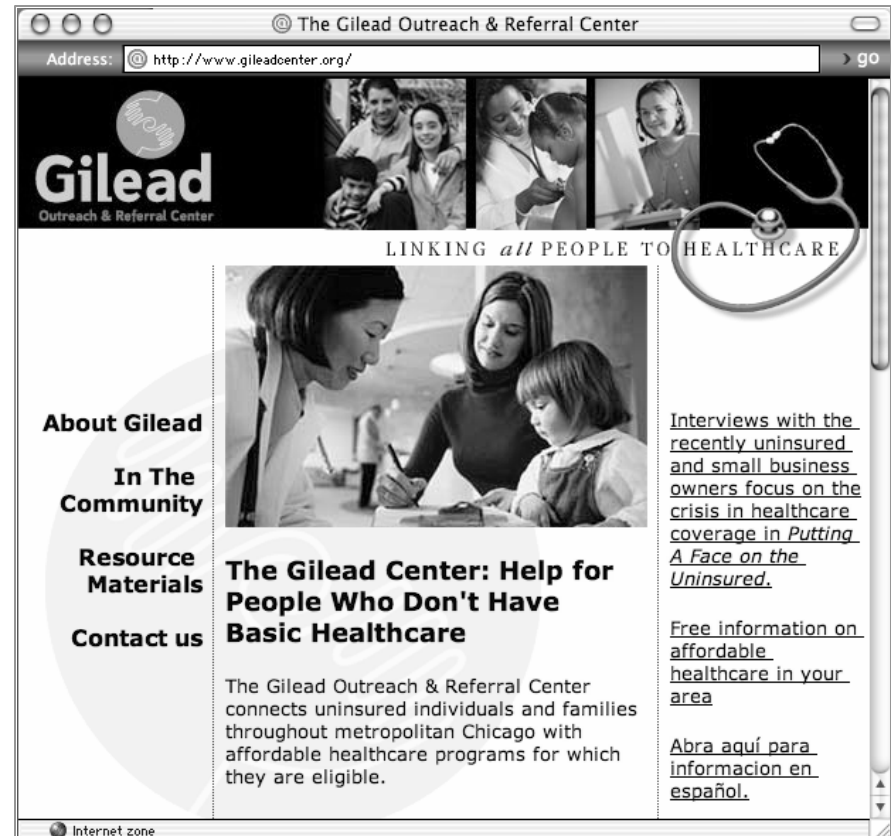 @ The Gilead Outreach & Referral Center
Address: @ http://www.gileadcenter.org/ › go
Gilead
Outreach & Referral Center
LINKING all PEOPLE TO HEALTHCARE
About Gilead
In The
Community
Resource
Materials
Contact us
The Gilead Center: Help for
People Who Don't Have
Basic Healthcare
The Gilead Outreach & Referral Center
connects uninsured individuals and families
throughout metropolitan Chicago with
affordable healthcare programs for which
they are eligible.
Interviews with the
recently uninsured
and small business
owners focus on the
crisis in healthcare
coverage in Putting
A Face on the
Uninsured.
Free information on
affordable
healthcare in your
area
Abra aquí para
informacion en
español.
Internet zone